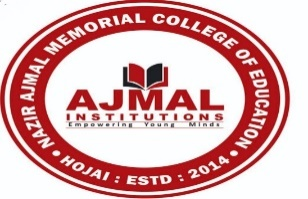 NAZIR AJMAL MEMORIAL COLLEGE OF EDUCATION
AJMAL
INSTITUTIONS
Empowering Young Minds
HOJAI : ESTD : 2014